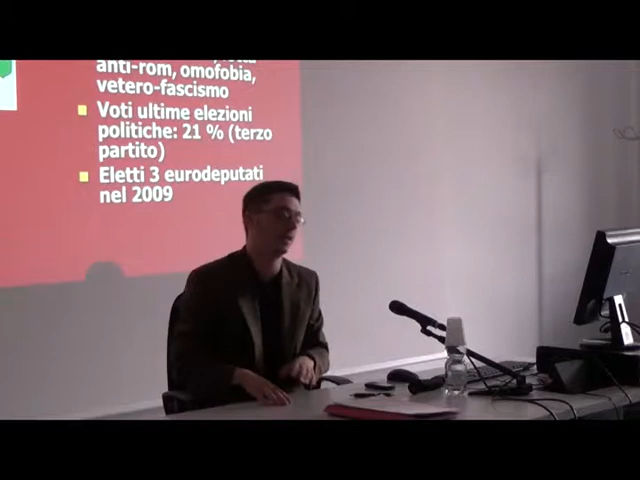 anti-rom, omofobia,
vetero-fascismo
Voti ultime elezioni
politiche: 21 % (terzo
partito)
Eletti 3 eurodeputati
nel 2009